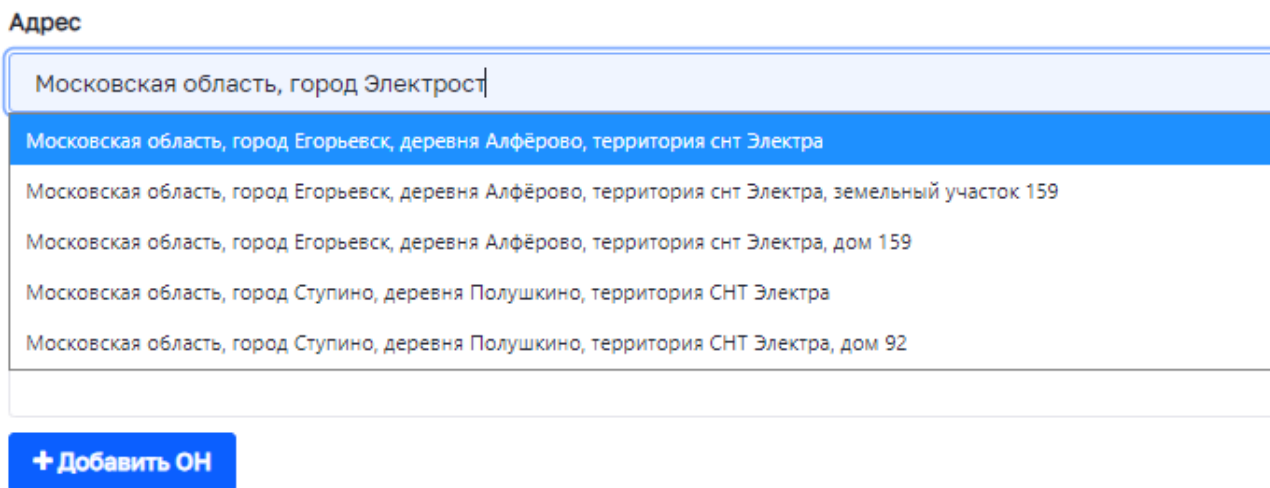 Адрес
Московская область, город Электрост
Московская область, город Егорьевск, деревня Алфёрово, территория снт Электра
Московская область, город Егорьевск, деревня Алфёрово, территория снт Электра, земельный участок 159
Московская область, город Егорьевск, деревня Алфёрово, территория снт Электра, дом 159
Московская область, город Ступино, деревня Полушкино, территория СНТ Электра
Московская область, город Ступино, деревня Полушкино, территория СНТ Электра, дом 92
+ Добавить ОН